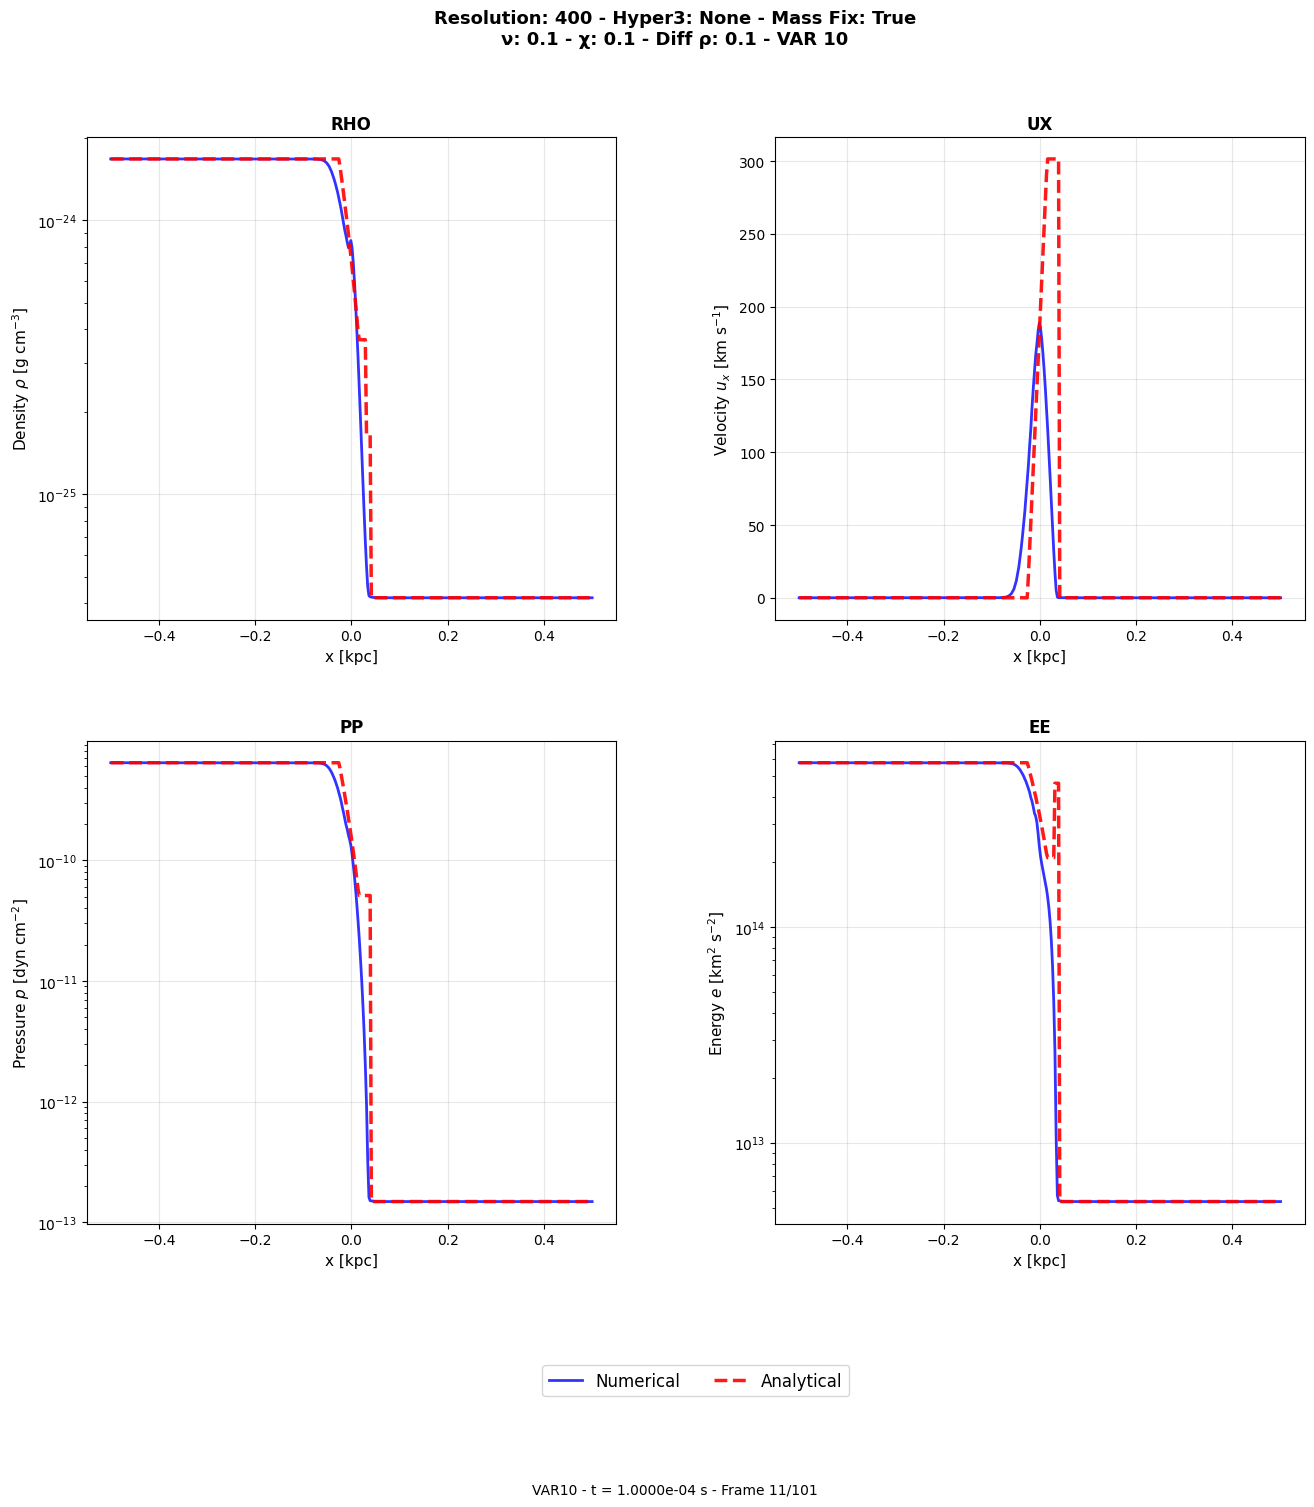 Resolution: 400 - Hyper3: None - Mass Fix: True
ν: 0.1 - χ: 0.1 - Diff ρ: 0.1 - VAR 10
RHO
Density ρ [g cm⁻³]
10⁻²⁴
10⁻²⁵
−0.4 −0.2 0.0 0.2 0.4
x [kpc]
UX
Velocity uₓ [km s⁻¹]
300
250
200
150
100
50
0
−0.4 −0.2 0.0 0.2 0.4
x [kpc]
PP
Pressure p [dyn cm⁻²]
10⁻¹⁰
10⁻¹¹
10⁻¹²
10⁻¹³
−0.4 −0.2 0.0 0.2 0.4
x [kpc]
EE
Energy e [km² s⁻²]
10¹⁴
10¹³
−0.4 −0.2 0.0 0.2 0.4
x [kpc]
Numerical Analytical
VAR10 - t = 1.0000e-04 s - Frame 11/101